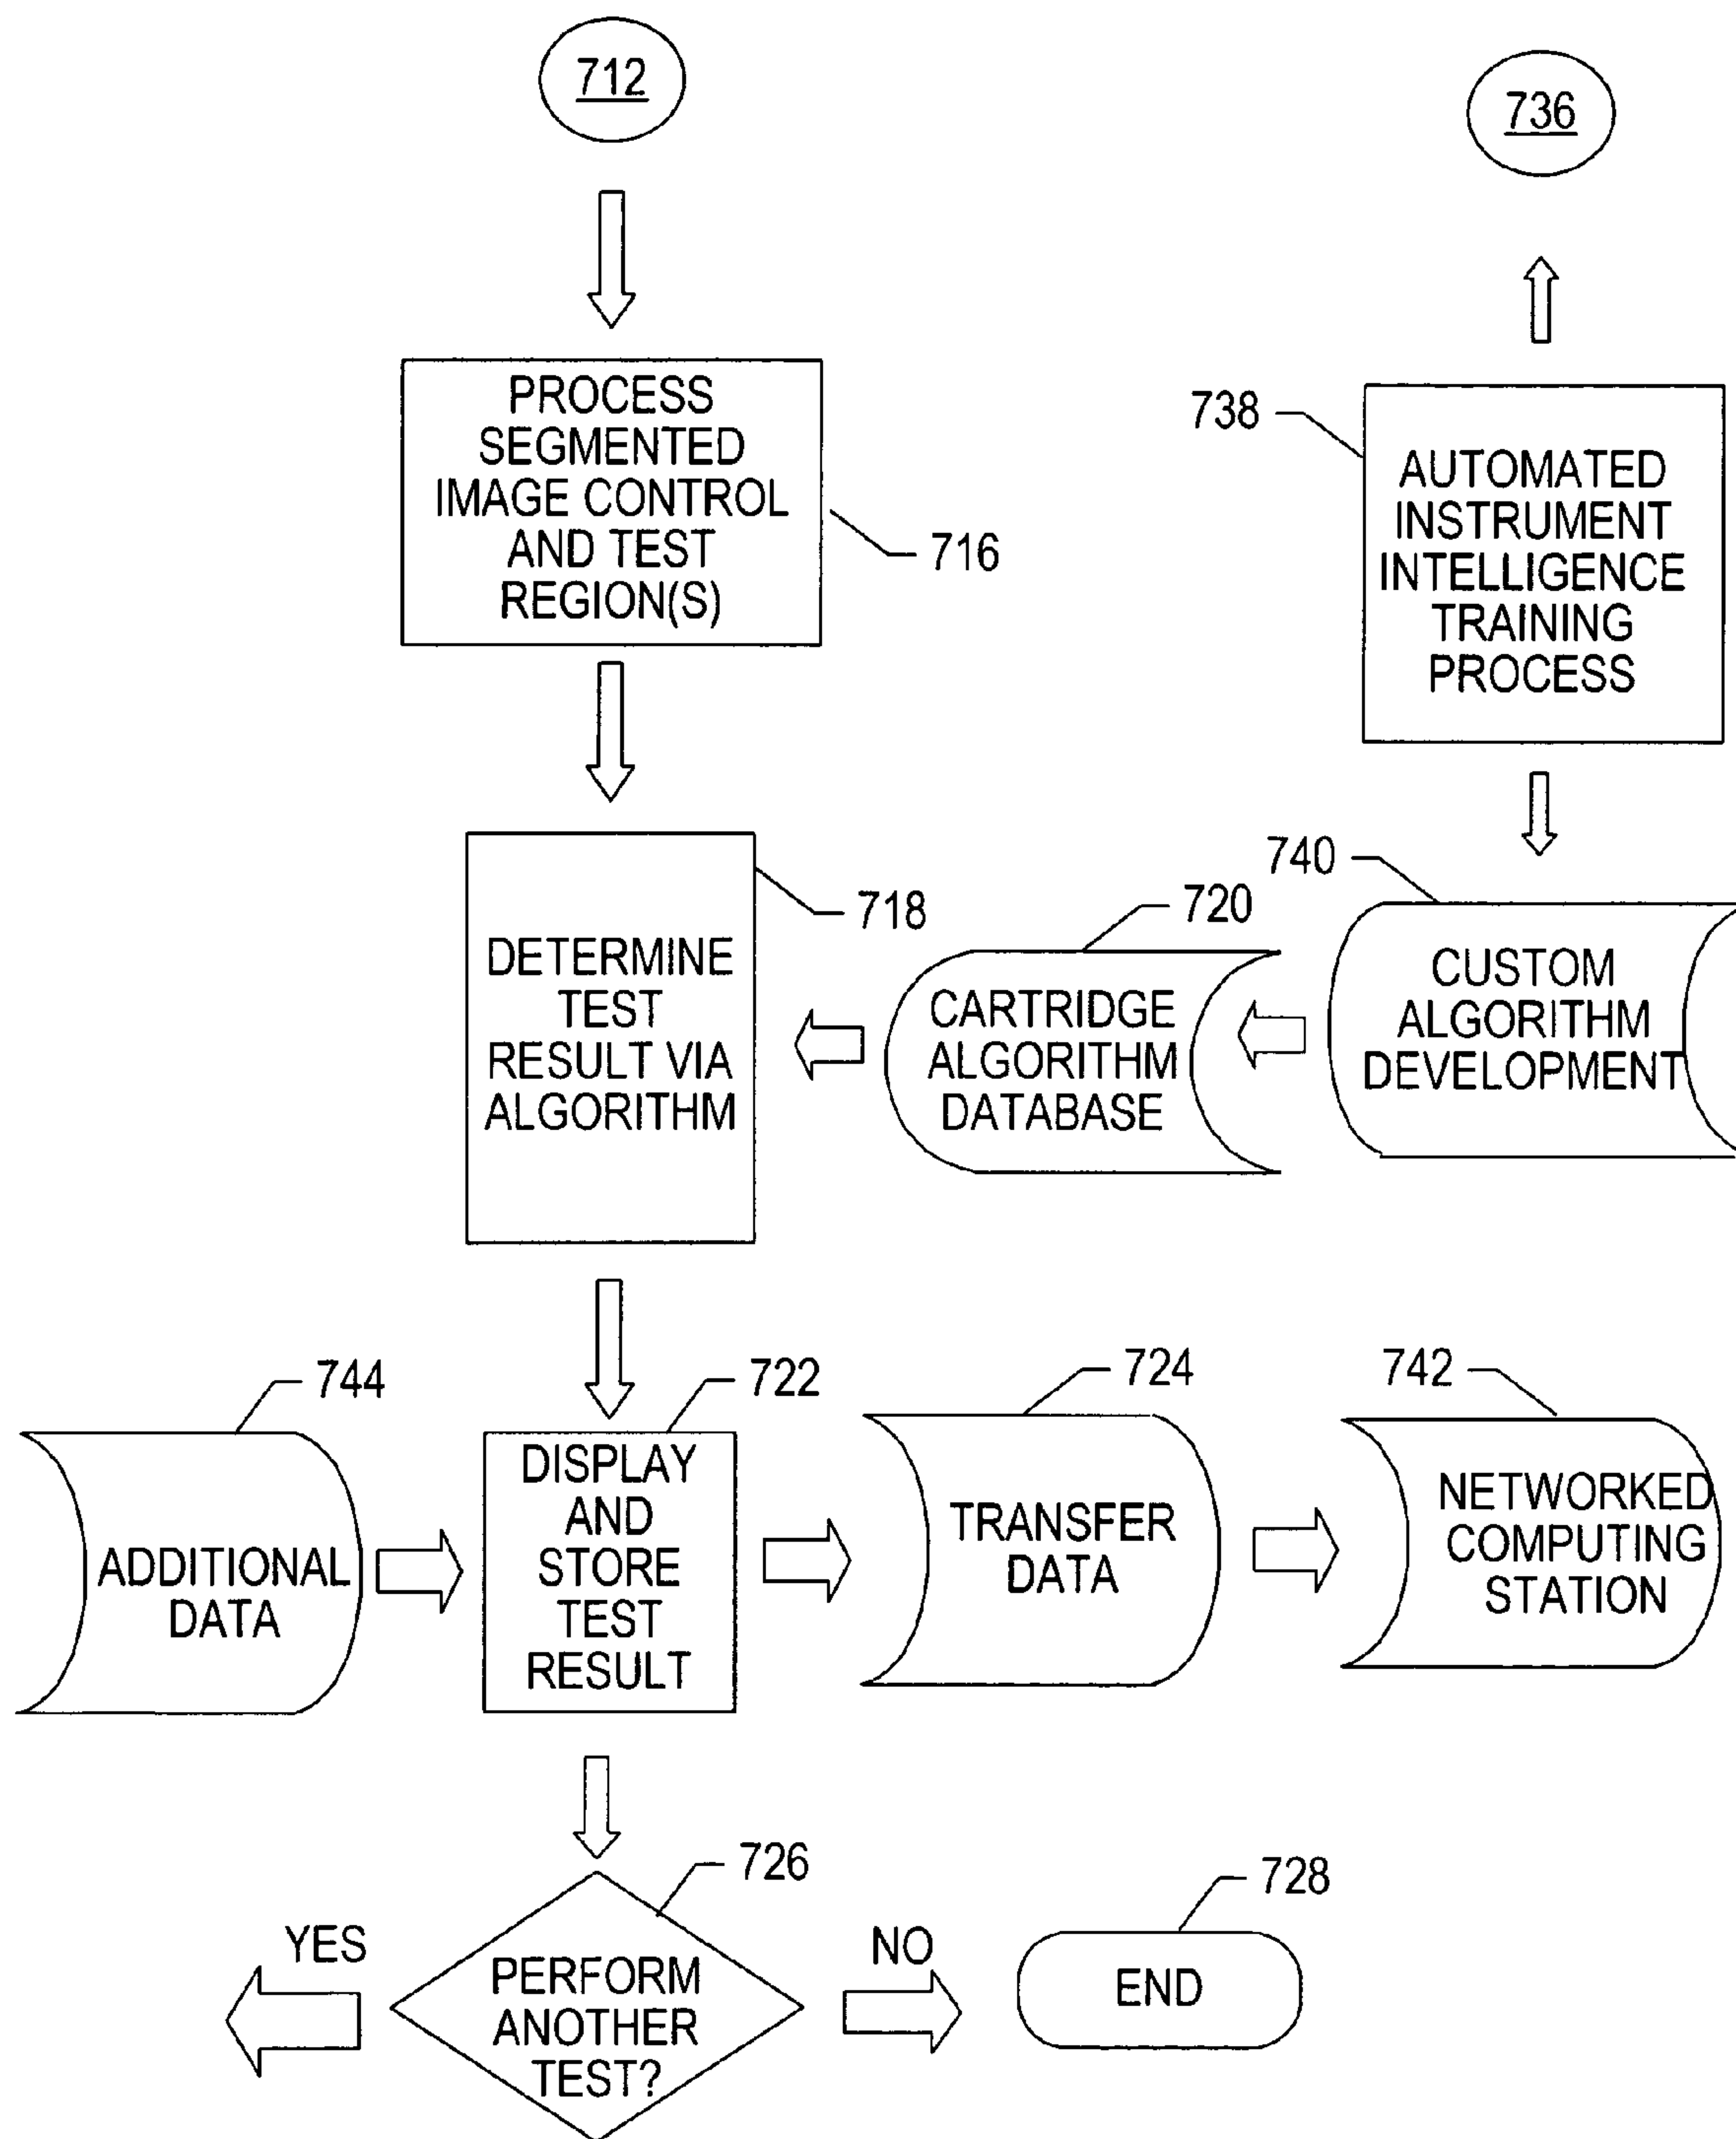 712
736
PROCESS
SEGMENTED
IMAGE CONTROL
AND TEST
REGION(S)
716
738
AUTOMATED
INSTRUMENT
INTELLIGENCE
TRAINING
PROCESS
718
DETERMINE
TEST
RESULT VIA
ALGORITHM
720
CARTRIDGE
ALGORITHM
DATABASE
740
CUSTOM
ALGORITHM
DEVELOPMENT
744
ADDITIONAL
DATA
722
DISPLAY
AND
STORE
TEST
RESULT
724
TRANSFER
DATA
742
NETWORKED
COMPUTING
STATION
726
YES
PERFORM
ANOTHER
TEST?
NO
728
END